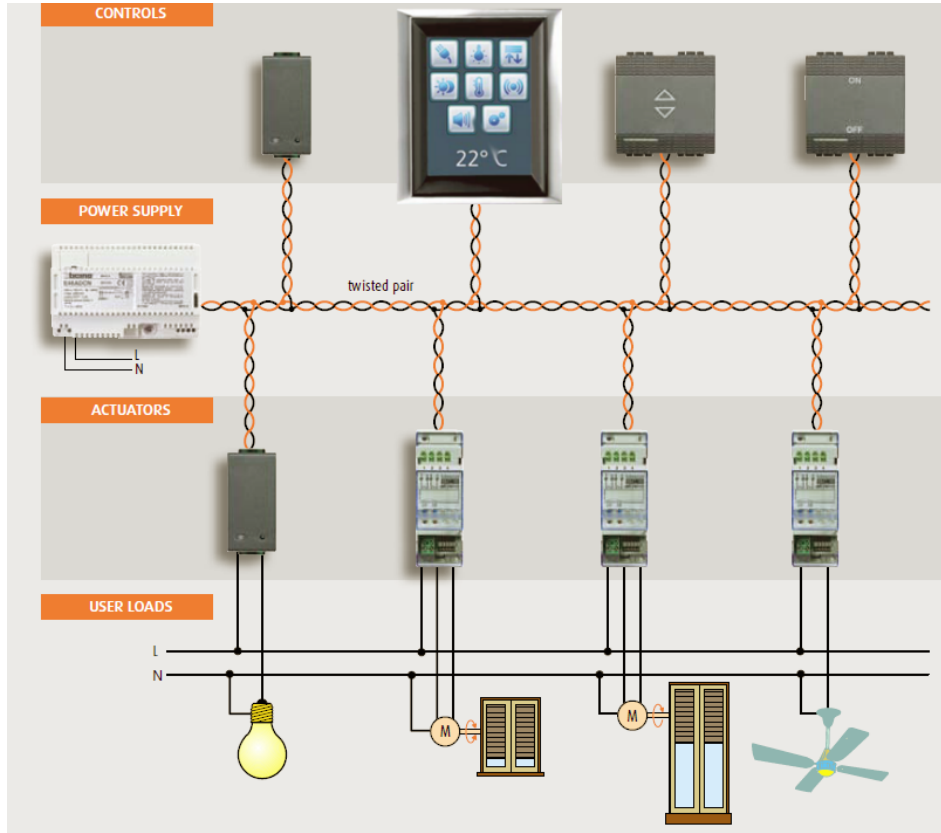 CONTROLS
ON
OFF
22° C
POWER SUPPLY
twisted pair
L
N
ACTUATORS
USER LOADS
L
N
M
M